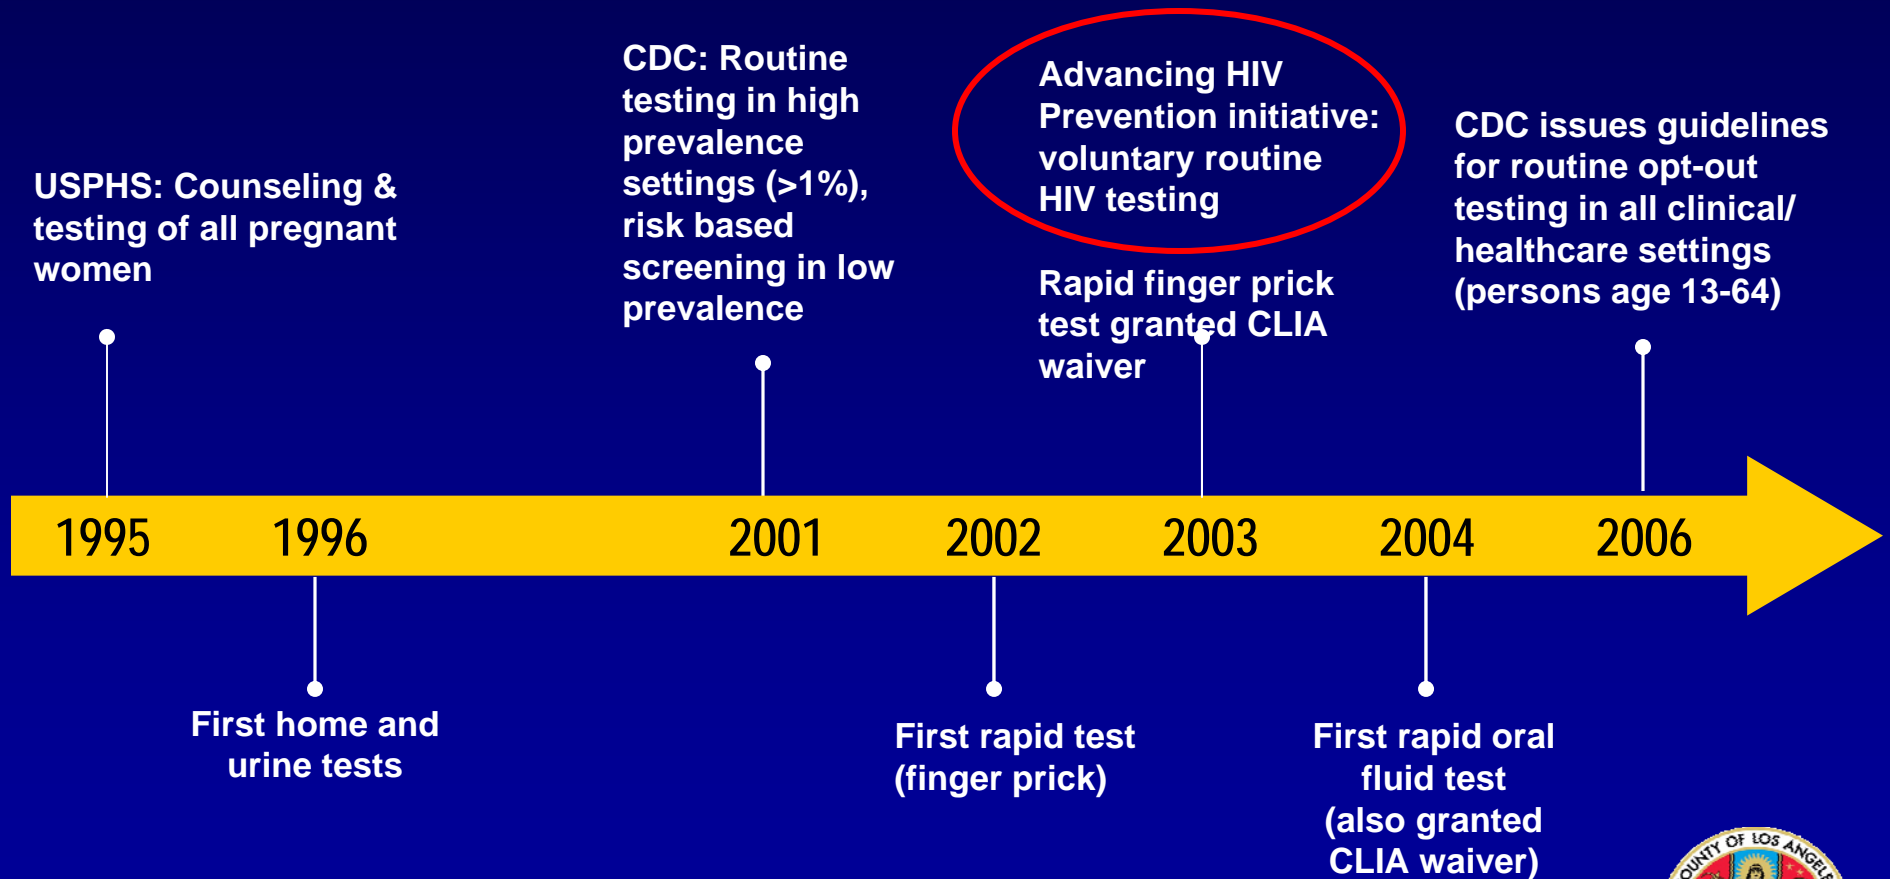 USPHS: Counseling &
testing of all pregnant
women
CDC: Routine
testing in high
prevalence
settings (>1%),
risk based
screening in low
prevalence
Advancing HIV
Prevention initiative:
voluntary routine
HIV testing
Rapid finger prick
test granted CLIA
waiver
CDC issues guidelines
for routine opt-out
testing in all clinical/
healthcare settings
(persons age 13-64)
1995 1996 2001 2002 2003 2004 2006
First home and
urine tests
First rapid test
(finger prick)
First rapid oral
fluid test
(also granted
CLIA waiver)
COUNTY OF LOS ANGELE